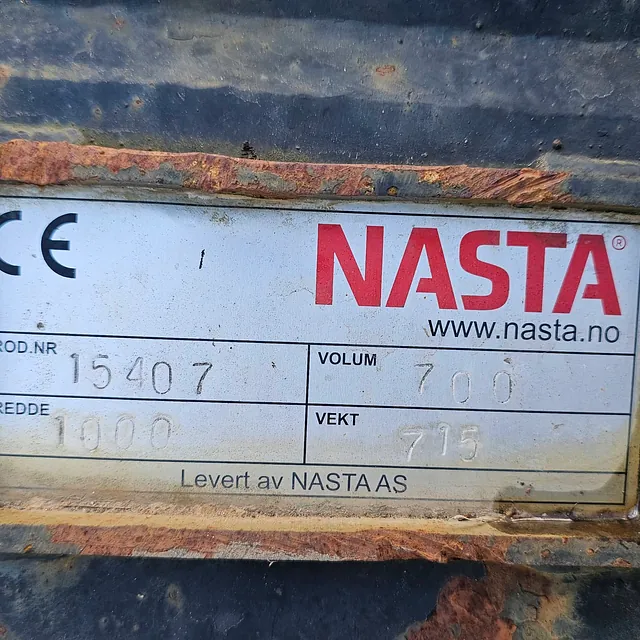 CE
NASTA®
www.nasta.no
ROD.NR 15407 VOLUM 700
REDDE 1000 VEKT 715
Levert av NASTA AS